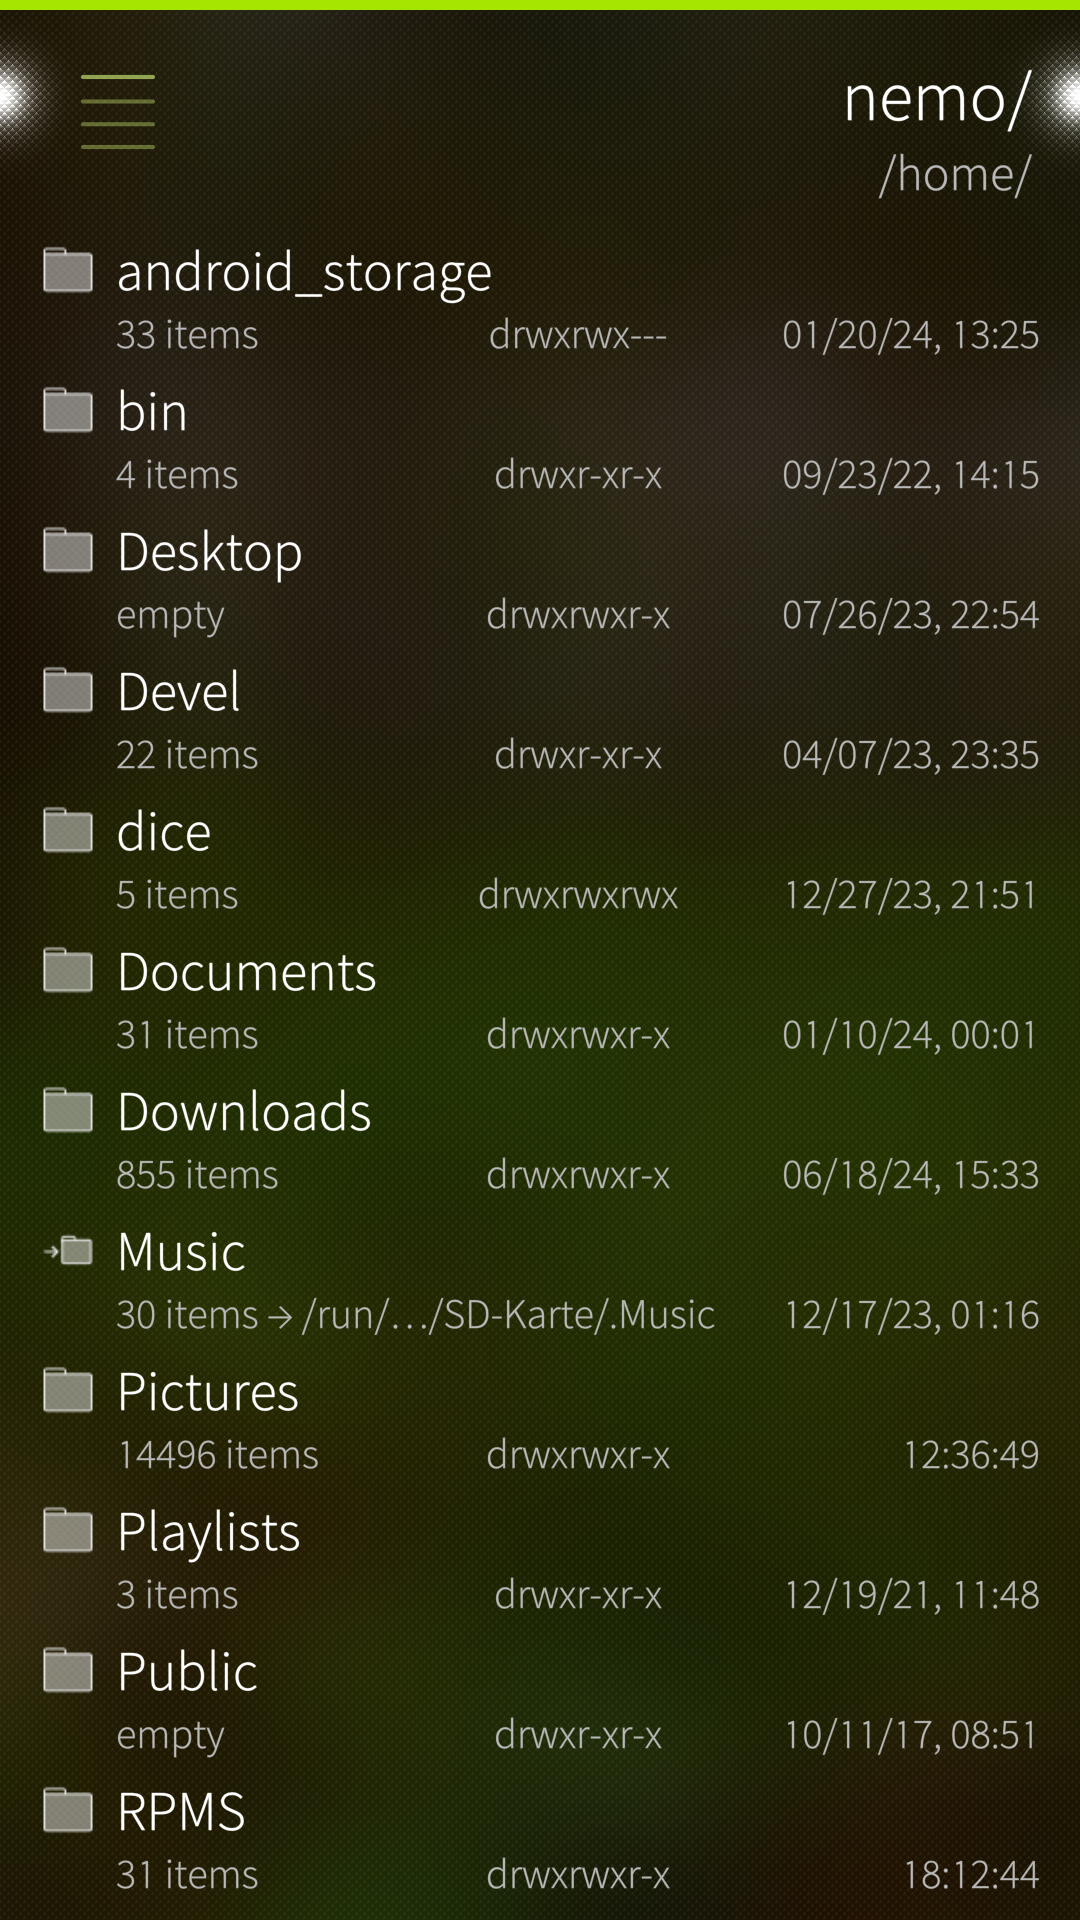 nemo/
/home/
android_storage
33 items drwxrwx--- 01/20/24, 13:25
bin
4 items drwxr-xr-x 09/23/22, 14:15
Desktop
empty drwxrwxr-x 07/26/23, 22:54
Devel
22 items drwxr-xr-x 04/07/23, 23:35
dice
5 items drwxrwxrwx 12/27/23, 21:51
Documents
31 items drwxrwxr-x 01/10/24, 00:01
Downloads
855 items drwxrwxr-x 06/18/24, 15:33
Music
30 items → /run/…/SD-Karte/.Music 12/17/23, 01:16
Pictures
14496 items drwxrwxr-x 12:36:49
Playlists
3 items drwxr-xr-x 12/19/21, 11:48
Public
empty drwxr-xr-x 10/11/17, 08:51
RPMS
31 items drwxrwxr-x 18:12:44